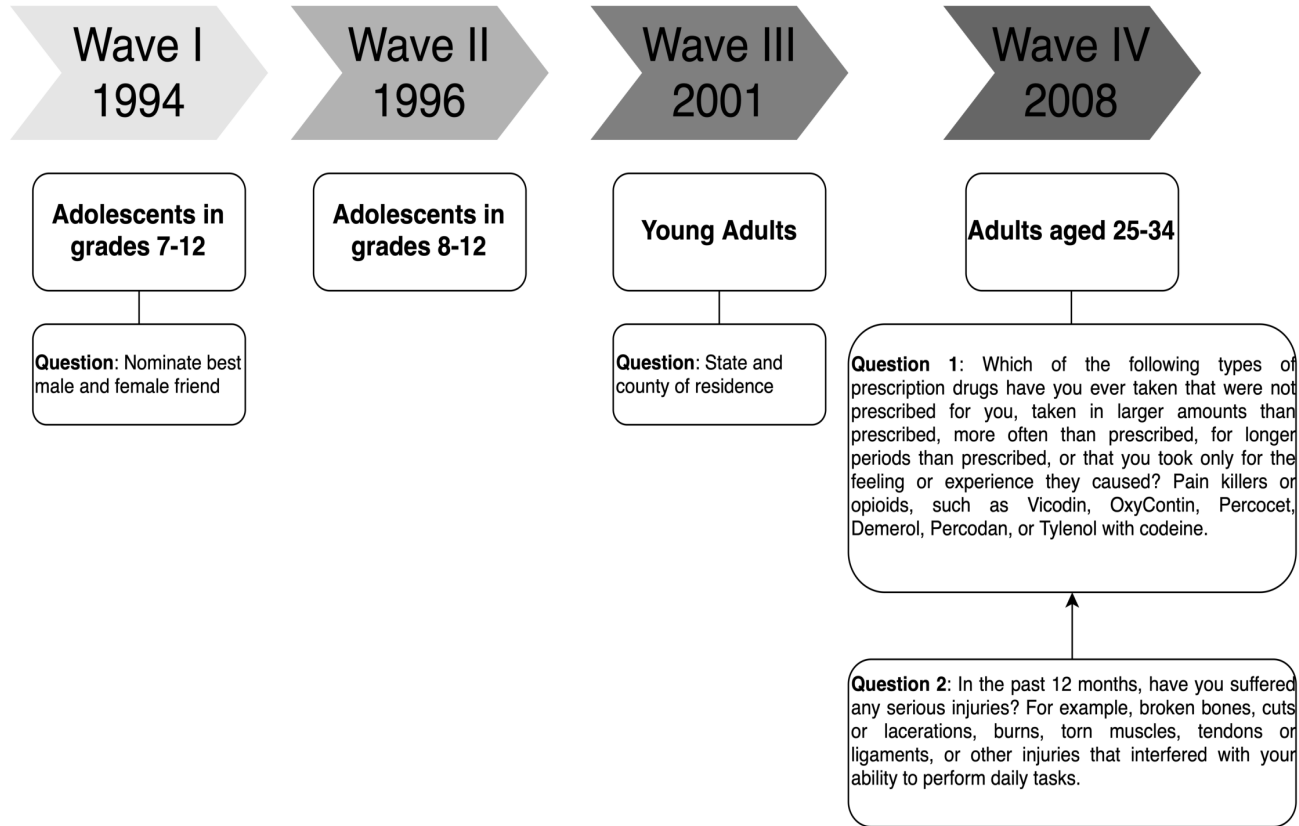 Wave I
1994
Wave II
1996
Wave III
2001
Wave IV
2008
Adolescents in
grades 7-12
Adolescents in
grades 8-12
Young Adults
Adults aged 25-34
Question: Nominate best
male and female friend
Question: State and
county of residence
Question 1: Which of the following types of
prescription drugs have you ever taken that were not
prescribed for you, taken in larger amounts than
prescribed, more often than prescribed, for longer
periods than prescribed, or that you took only for the
feeling or experience they caused? Pain killers or
opioids, such as Vicodin, OxyContin, Percocet,
Demerol, Percodan, or Tylenol with codeine.
Question 2: In the past 12 months, have you suffered
any serious injuries? For example, broken bones, cuts
or lacerations, burns, torn muscles, tendons or
ligaments, or other injuries that interfered with your
ability to perform daily tasks.